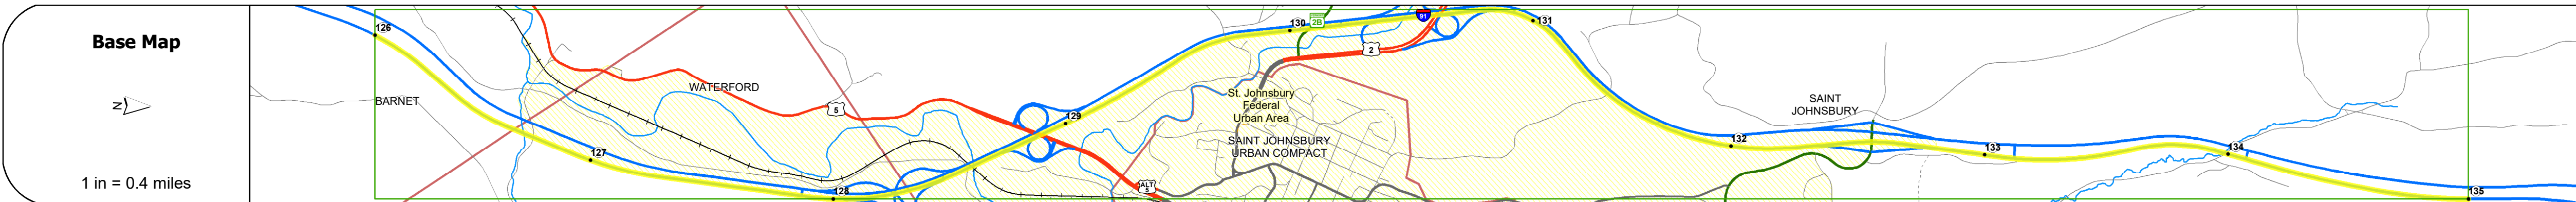 Base Map
N
1 in = 0.4 miles
126
BARNET
127
WATERFORD
5
128
129
130
2B
91
2
131
St. Johnsbury
Federal
Urban Area
SAINT JOHNSBURY
URBAN COMPACT
ALT
5
132
SAINT
JOHNSBURY
133
134
135